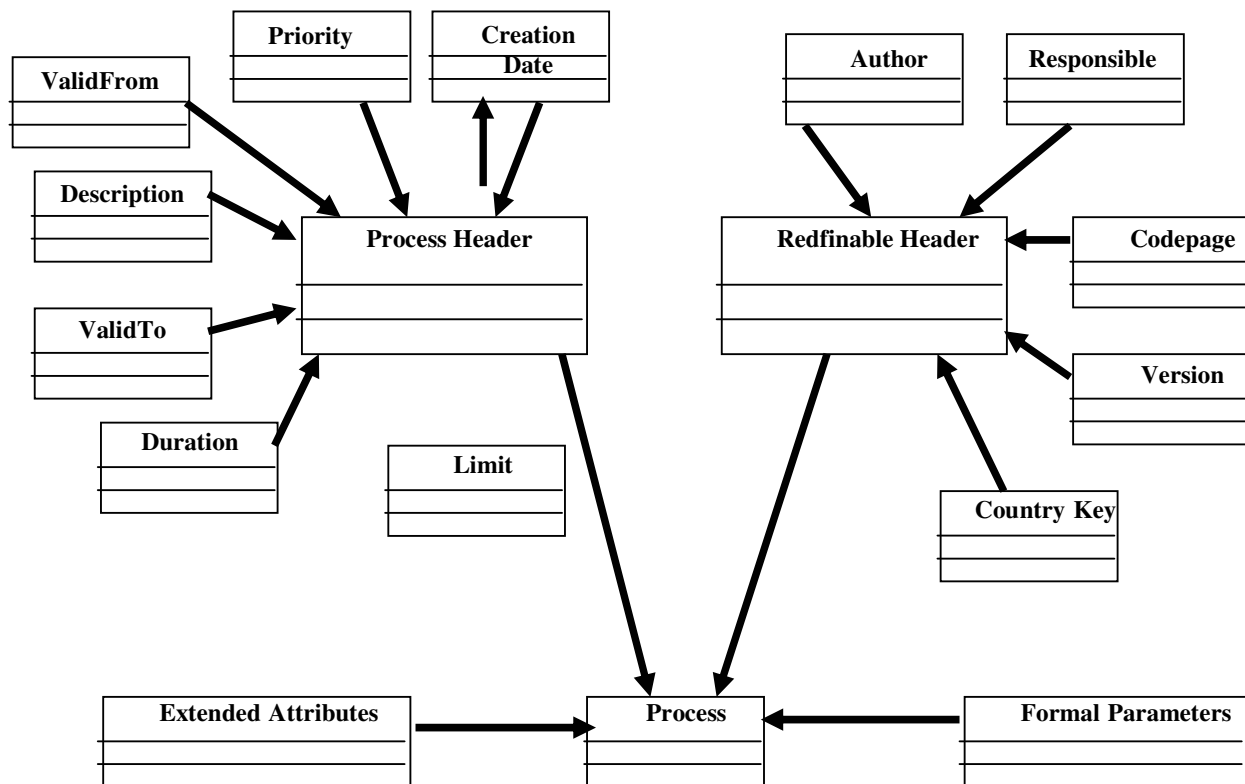 Priority
Creation
Date
Author
Responsible
ValidFrom
Description
Process Header
Redfinable Header
Codepage
ValidTo
Version
Duration
Limit
Country Key
Extended Attributes
Process
Formal Parameters